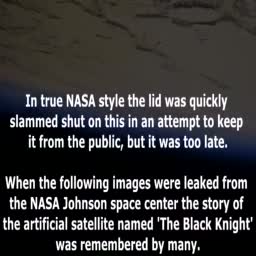 In true NASA style the lid was quickly
slammed shut on this in an attempt to keep
it from the public, but it was too late.
When the following images were leaked from
the NASA Johnson space center the story of
the artificial satellite named 'The Black Knight'
was remembered by many.